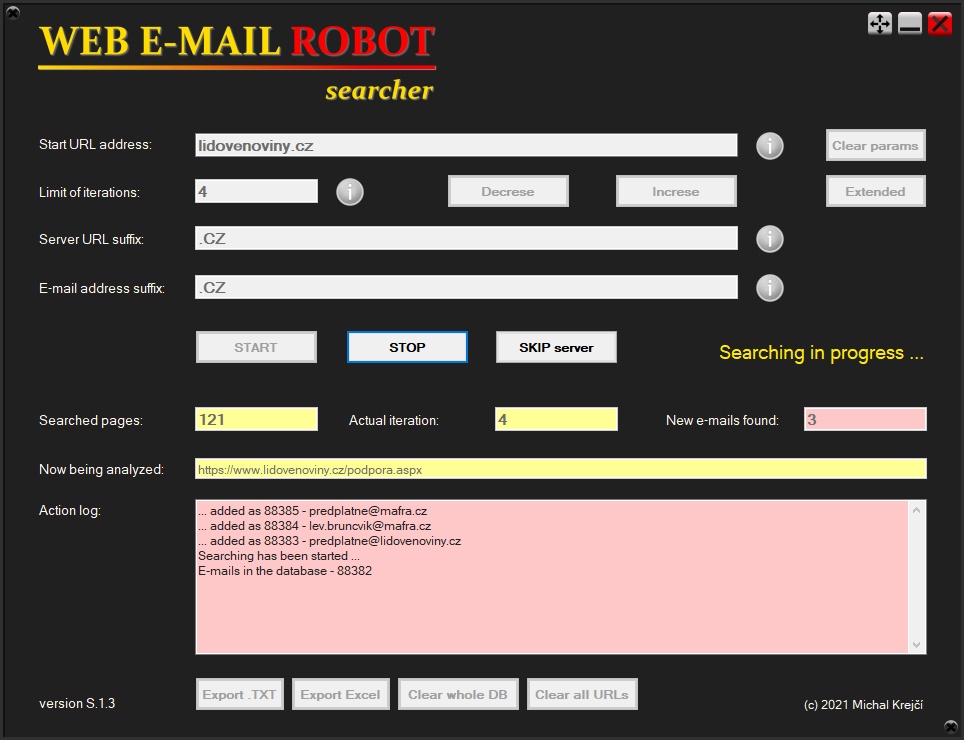 WEB E-MAIL ROBOT
searcher
Start URL address: lidovenoviny.cz Clear params
Limit of iterations: 4 Decrese Increse Extended
Server URL suffix: .CZ
E-mail address suffix: .CZ
START STOP SKIP server Searching in progress ...
Searched pages: 121 Actual iteration: 4 New e-mails found: 3
Now being analyzed: https://www.lidovenoviny.cz/podpora.aspx
Action log: ... added as 88385 - predplatne@mafra.cz
... added as 88384 - lev.bruncvik@mafra.cz
... added as 88383 - predplatne@lidovenoviny.cz
Searching has been started ...
E-mails in the database - 88382
Export .TXT Export Excel Clear whole DB Clear all URLs
version S.1.3 (c) 2021 Michal Krejčí